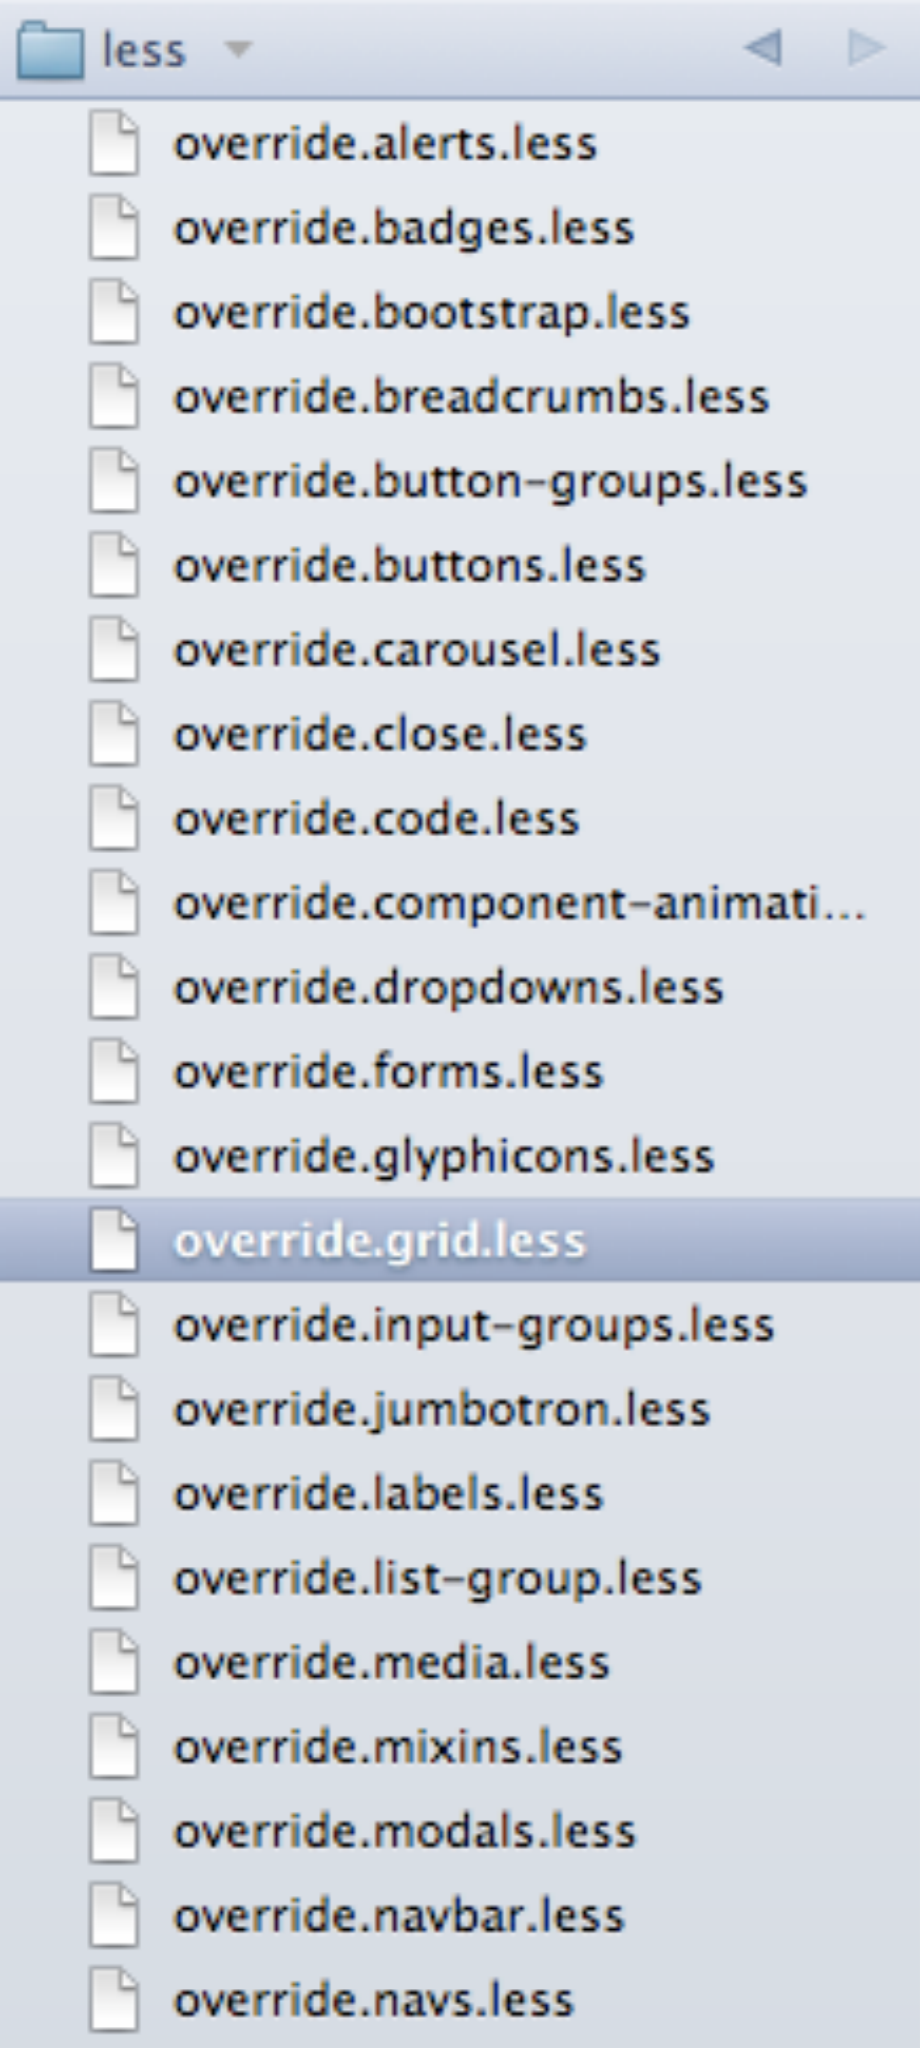 less
override.alerts.less
override.badges.less
override.bootstrap.less
override.breadcrumbs.less
override.button-groups.less
override.buttons.less
override.carousel.less
override.close.less
override.code.less
override.component-animati...
override.dropdowns.less
override.forms.less
override.glyphicons.less
override.grid.less
override.input-groups.less
override.jumbotron.less
override.labels.less
override.list-group.less
override.media.less
override.mixins.less
override.modals.less
override.navbar.less
override.navs.less